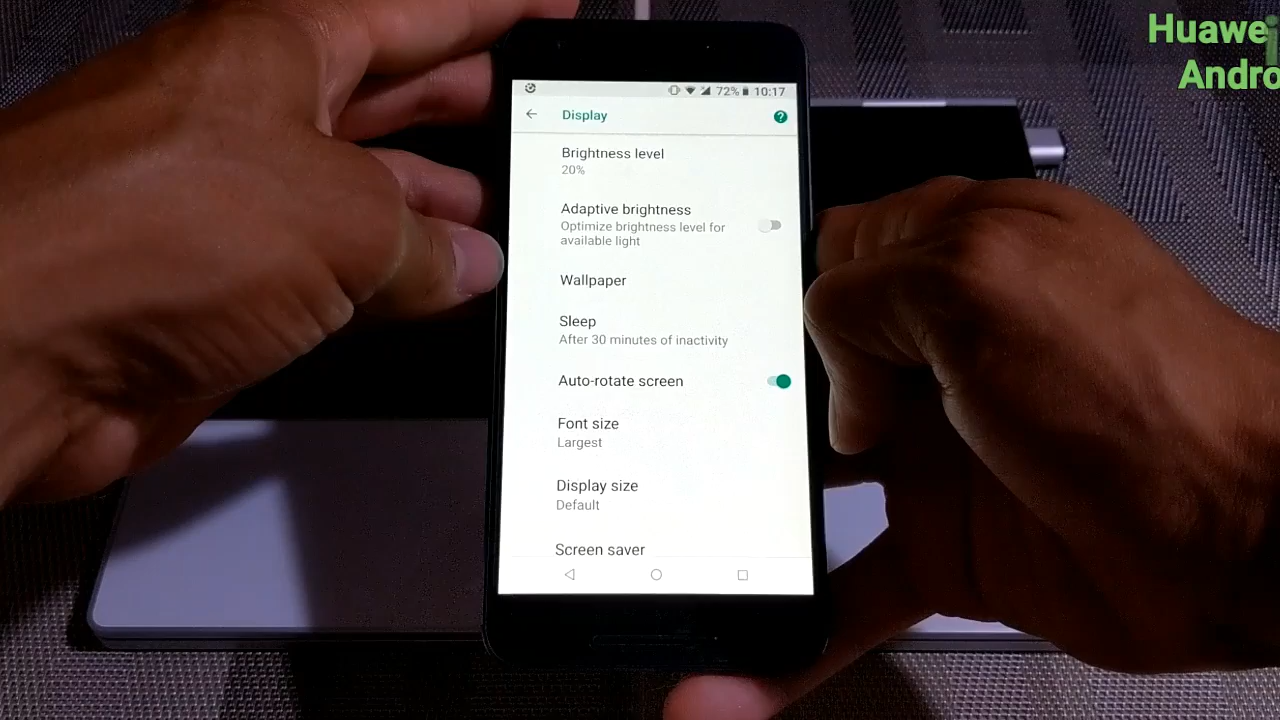 Huawei
Andro
72% 10:17
Display
?
Brightness level
20%
Adaptive brightness
Optimize brightness level for
available light
Wallpaper
Sleep
After 30 minutes of inactivity
Auto-rotate screen
Font size
Largest
Display size
Default
Screen saver